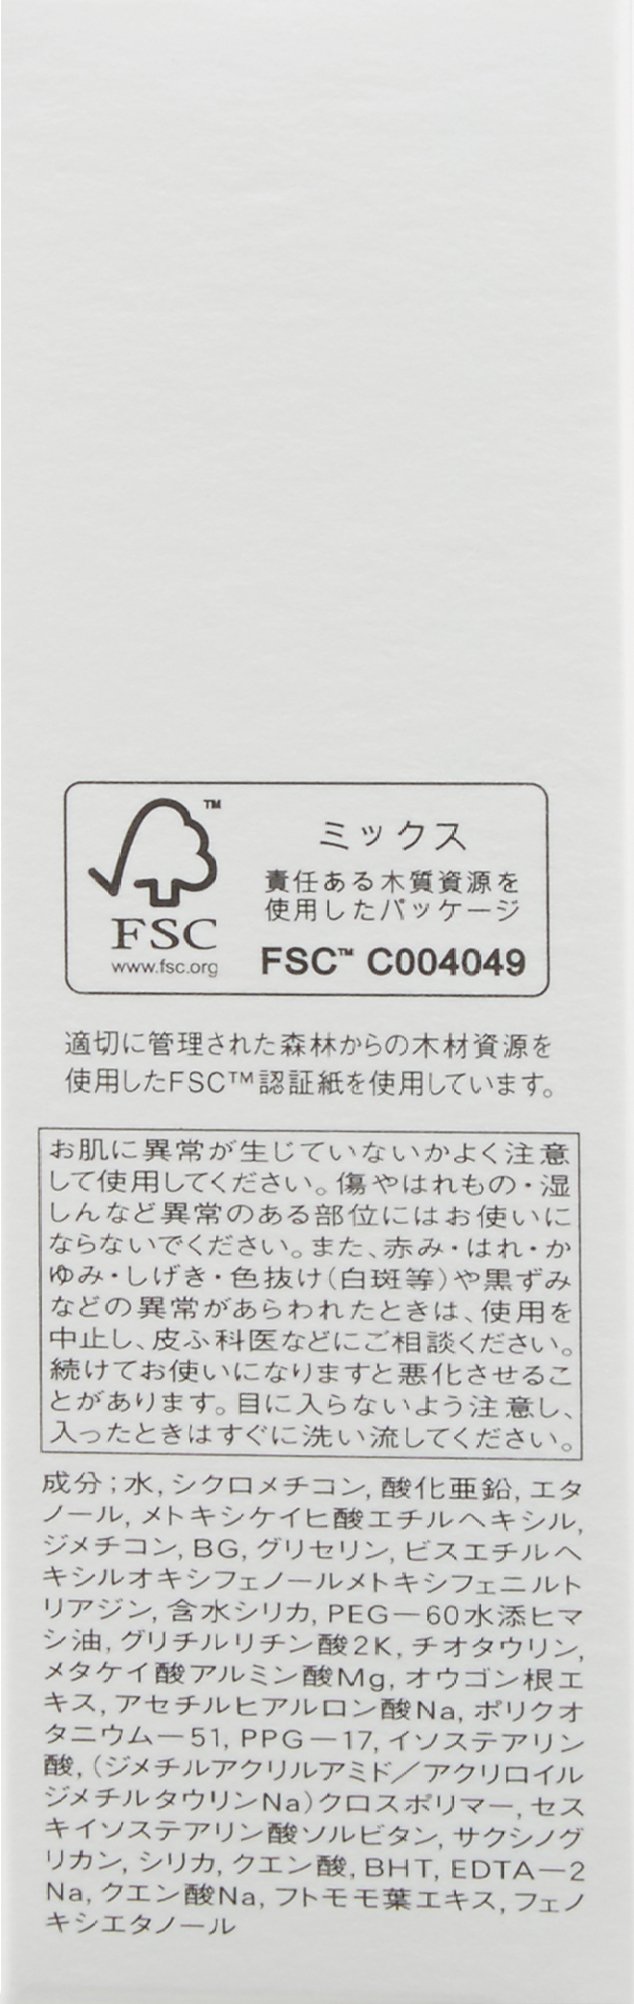 TM
FSC
www.fsc.org
ミックス
責任ある木質資源を
使用したパッケージ
FSC™ C004049
適切に管理された森林からの木材資源を
使用したFSC™認証紙を使用しています。
お肌に異常が生じていないかよく注意
して使用してください。傷やはれもの・湿
しんなど異常のある部位にはお使いに
ならないでください。また、赤み・はれ・か
ゆみ・しげき・色抜け(白斑等)や黒ずみ
などの異常があらわれたときは、使用を
中止し、皮ふ科医などにご相談ください。
続けてお使いになりますと悪化させるこ
とがあります。目に入らないよう注意し、
入ったときはすぐに洗い流してください。
成分;水,シクロメチコン,酸化亜鉛,エタ
ノール,メトキシケイヒ酸エチルヘキシル,
ジメチコン,BG,グリセリン,ビスエチルヘ
キシルオキシフェノールメトキシフェニルト
リアジン,含水シリカ,PEG−60水添ヒマ
シ油,グリチルリチン酸2K,チオタウリン,
メタケイ酸アルミン酸Mg,オウゴン根エ
キス,アセチルヒアルロン酸Na,ポリクオ
タニウム−51,PPG−17,イソステアリン
酸,(ジメチルアクリルアミド/アクリロイル
ジメチルタウリンNa)クロスポリマー,セス
キイソステアリン酸ソルビタン,サクシノグ
リカン,シリカ,クエン酸,BHT,EDTA−2
Na,クエン酸Na,フトモモ葉エキス,フェノ
キシエタノール